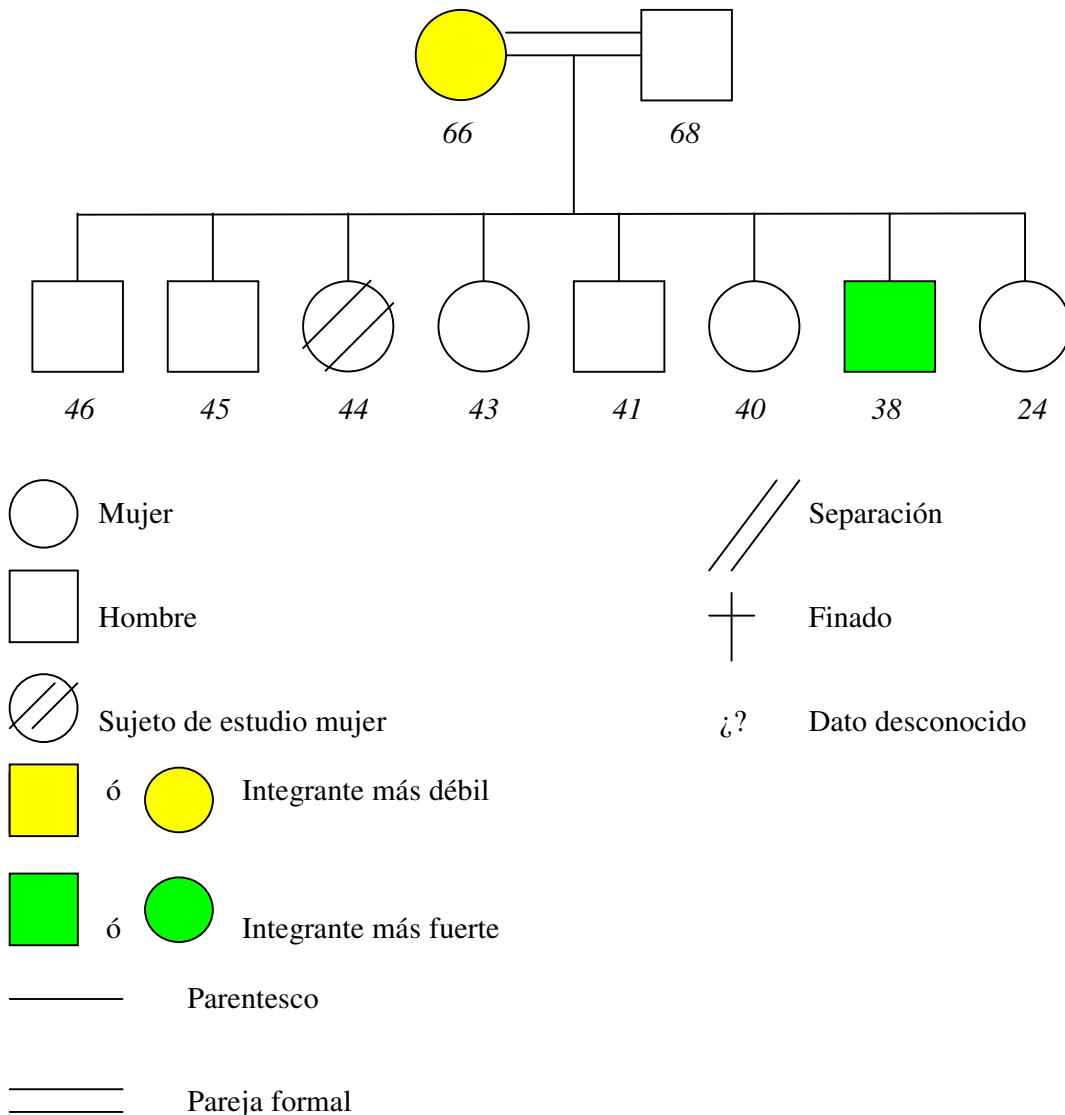 66 68
46 45 44 43 41 40 38 24
Mujer
Separación
Hombre
Finado
Sujeto de estudio mujer
¿? Dato desconocido
ó Integrante más débil
ó Integrante más fuerte
Parentesco
Pareja formal